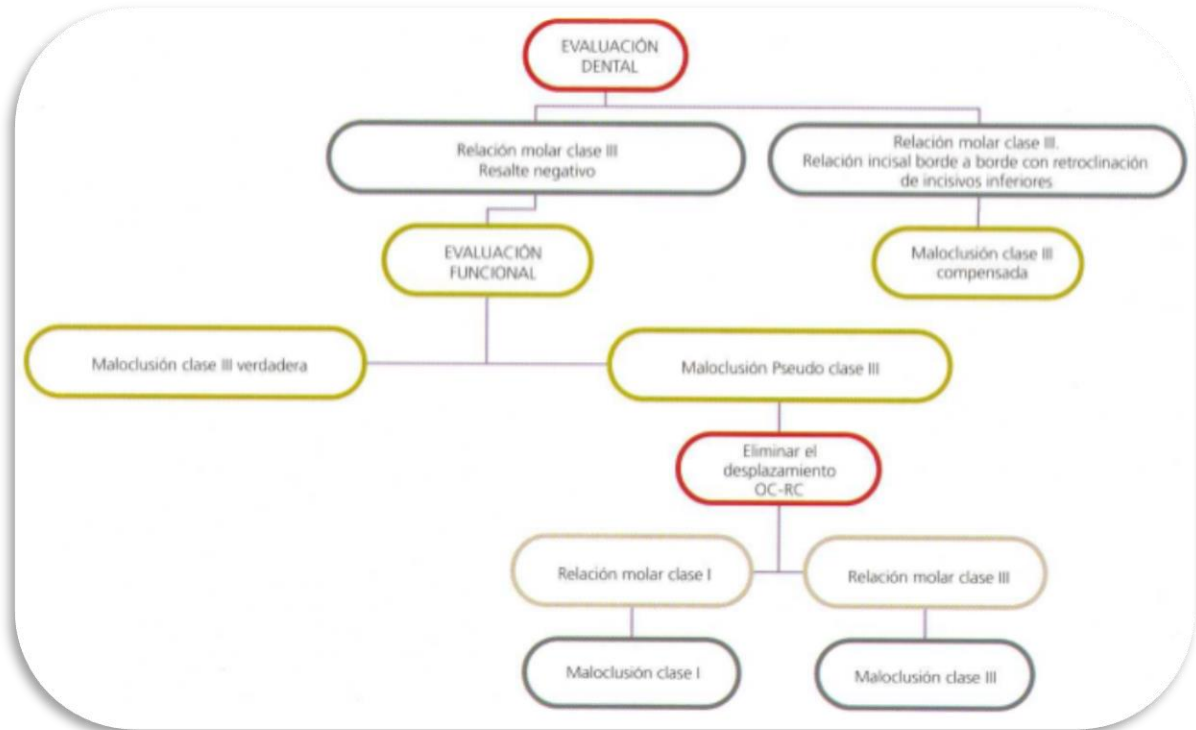 EVALUACIÓN
DENTAL
Relación molar clase III
Resalte negativo
Relación molar clase III.
Relación incisal borde a borde con retroclinación
de incisivos inferiores
EVALUACIÓN
FUNCIONAL
Maloclusión clase III
compensada
Maloclusión clase III verdadera
Maloclusión Pseudo clase III
Eliminar el
desplazamiento
OC-RC
Relación molar clase I
Relación molar clase III
Maloclusión clase I
Maloclusión clase III